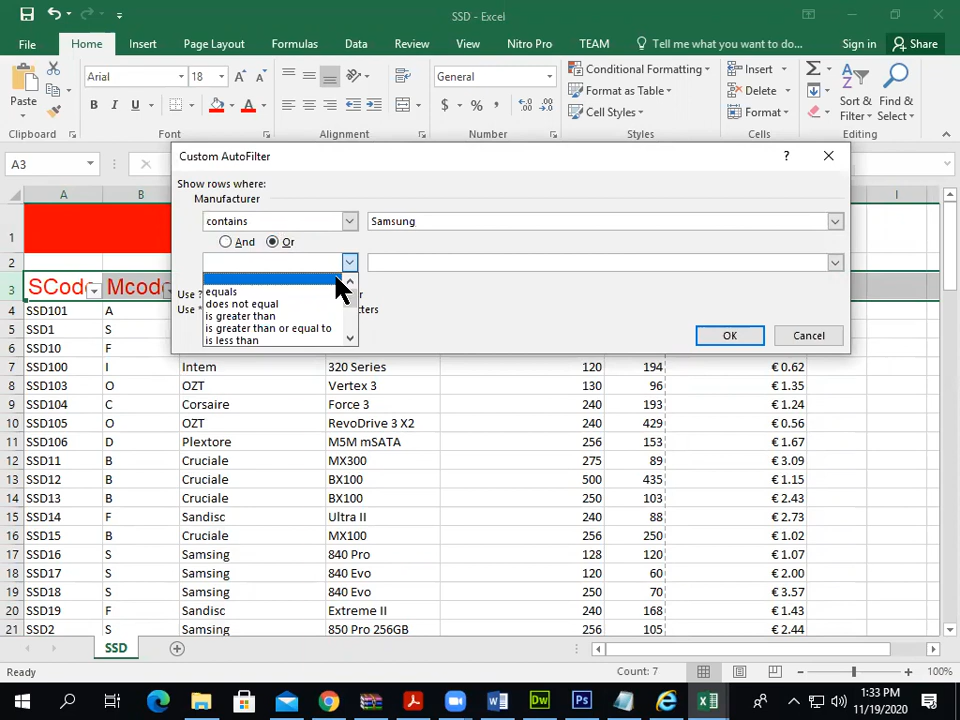 SSD - Excel
File Home Insert Page Layout Formulas Data Review View Nitro Pro TEAM Tell me what you want to do... Sign in Share
Paste Arial 18 A A General Conditional Formatting Insert
B I U A $ % , Format as Table Delete Sort & Find &
Cell Styles Format Filter Select
Clipboard Font Alignment Number Styles Cells Editing
A3
Custom AutoFilter ? ×
Show rows where:
Manufacturer
contains Samsung
And Or
equals
does not equal
is greater than
is greater than or equal to
is less than
Use ?
Use *
OK Cancel
A B I
1
2
3 SCode Mcode
4 SSD101 A
5 SSD1 S
6 SSD10 F
7 SSD100 I Intem 320 Series 120 194 € 0.62
8 SSD103 O OZT Vertex 3 130 96 € 1.35
9 SSD104 C Corsaire Force 3 240 193 € 1.24
10 SSD105 O OZT RevoDrive 3 X2 240 429 € 0.56
11 SSD106 D Plextore M5M mSATA 256 153 € 1.67
12 SSD11 B Cruciale MX300 275 89 € 3.09
13 SSD12 B Cruciale BX100 500 435 € 1.15
14 SSD13 B Cruciale BX100 250 103 € 2.43
15 SSD14 F Sandisc Ultra II 240 88 € 2.73
16 SSD15 B Cruciale MX100 256 250 € 1.02
17 SSD16 S Samsing 840 Pro 128 120 € 1.07
18 SSD17 S Samsing 840 Evo 120 60 € 2.00
19 SSD18 S Samsing 840 Evo 250 70 € 3.57
20 SSD19 F Sandisc Extreme II 240 168 € 1.43
21 SSD2 S Samsing 850 Pro 256GB 256 105 € 2.44
SSD
Ready Count: 7 100%
1:33 PM
11/19/2020